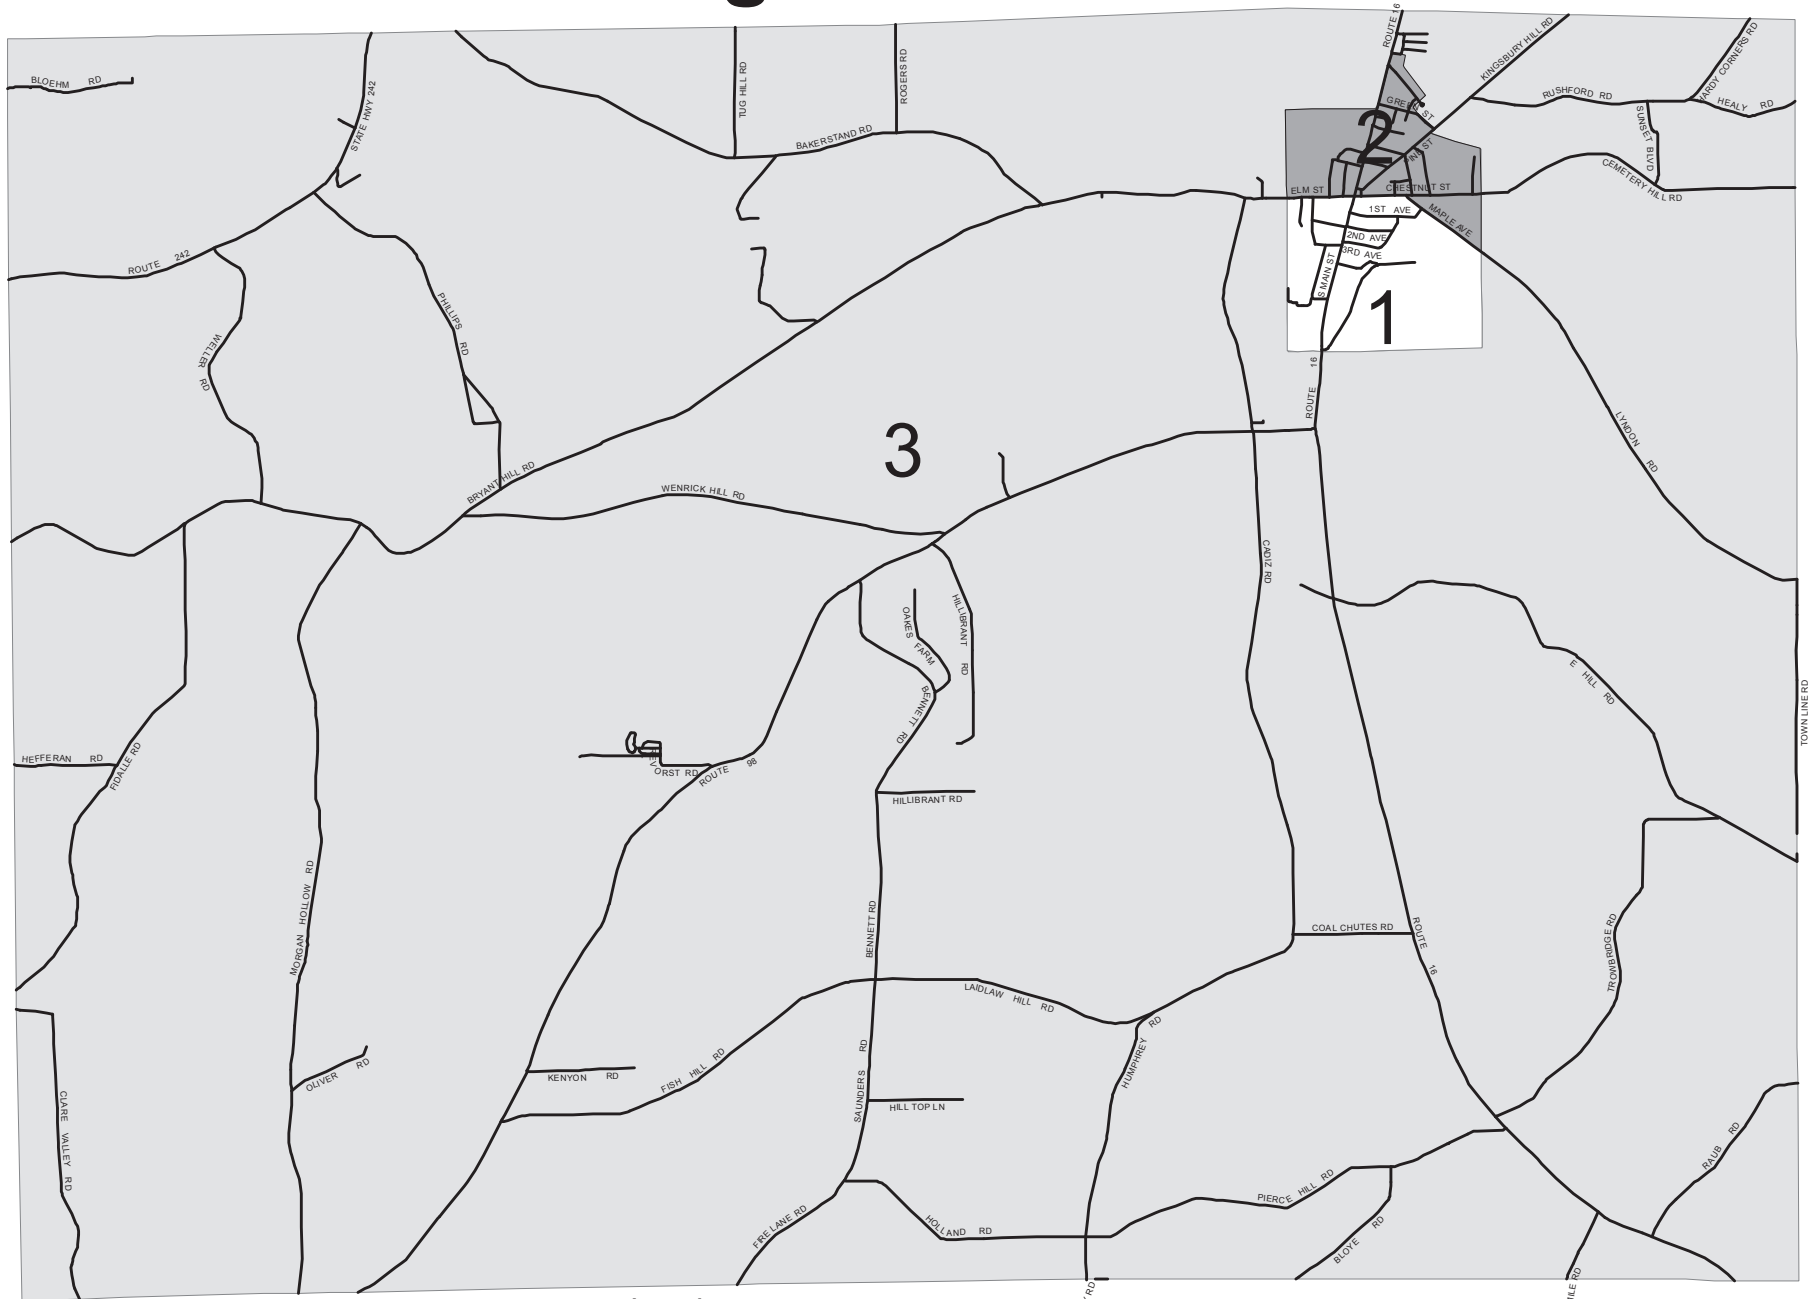 ROUTE 16
KINGSBURY HILL RD
HARDY CORNERS RD
BLOEHM RD
STATE HWY 242
TUG HILL RD
ROGERS RD
RUSHFORD RD
HEALY RD
SUNSET BLVD
GREEN ST
2
PINE ST
BAKERSTAND RD
CEMETERY HILL RD
ELM ST
CHESTNUT ST
1ST AVE
MAPLE AVE
2ND AVE
3RD AVE
S MAIN ST
1
ROUTE 242
PHILLIPS RD
WELLER RD
ROUTE 16
LYNDON RD
3
BRYANT HILL RD
WENRICK HILL RD
CADIZ RD
OAKES FARM
HILLIBRANT RD
E HILL RD
BENNETT RD
TOWN LINE RD
HEFFERAN RD
FIDALLE RD
ORST RD
ROUTE 98
HILLIBRANT RD
MORGAN HOLLOW RD
BENNETT RD
COAL CHUTES RD
ROUTE 16
TROWBRIDGE RD
LAIDLAW HILL RD
HUMPHREY RD
OLIVER RD
KENYON RD
FISH HILL RD
SAUNDERS RD
HILL TOP LN
CLARE VALLEY RD
RAUB RD
PIERCE HILL RD
FIRE LANE RD
HOLLAND RD
BLOYE RD